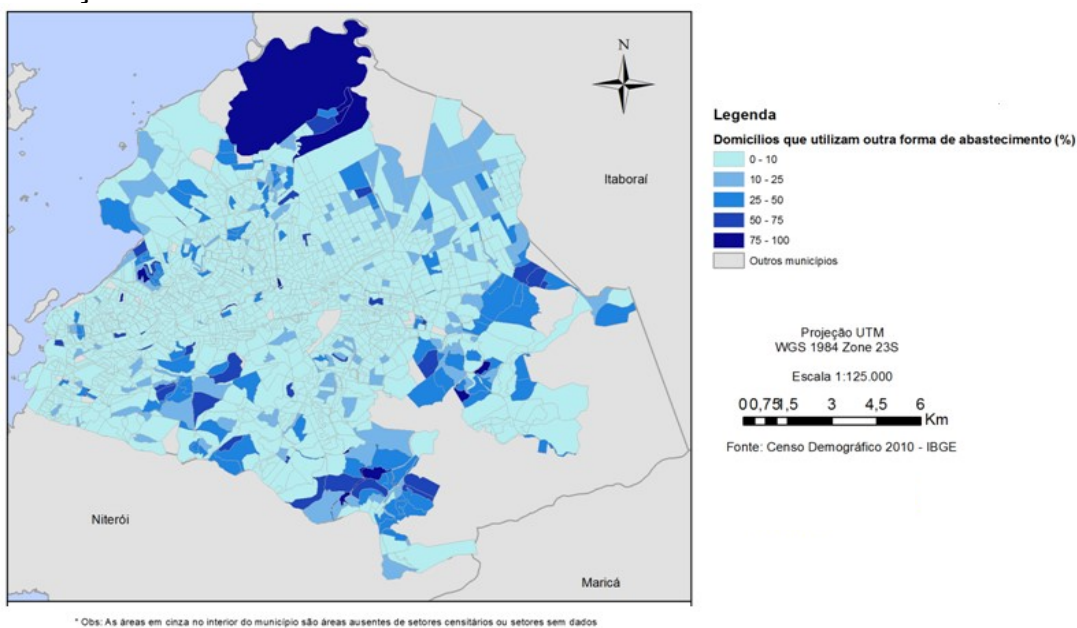 N
Itaboraí
Niterói
Maricá
Legenda
Domicílios que utilizam outra forma de abastecimento (%)
0 - 10
10 - 25
25 - 50
50 - 75
75 - 100
Outros municípios
Projeção UTM
WGS 1984 Zone 23S
Escala 1:125.000
0 0,75 1,5 3 4,5 6
Km
Fonte: Censo Demográfico 2010 - IBGE
* Obs: As áreas em cinza no interior do município são áreas ausentes de setores censitários ou setores sem dados